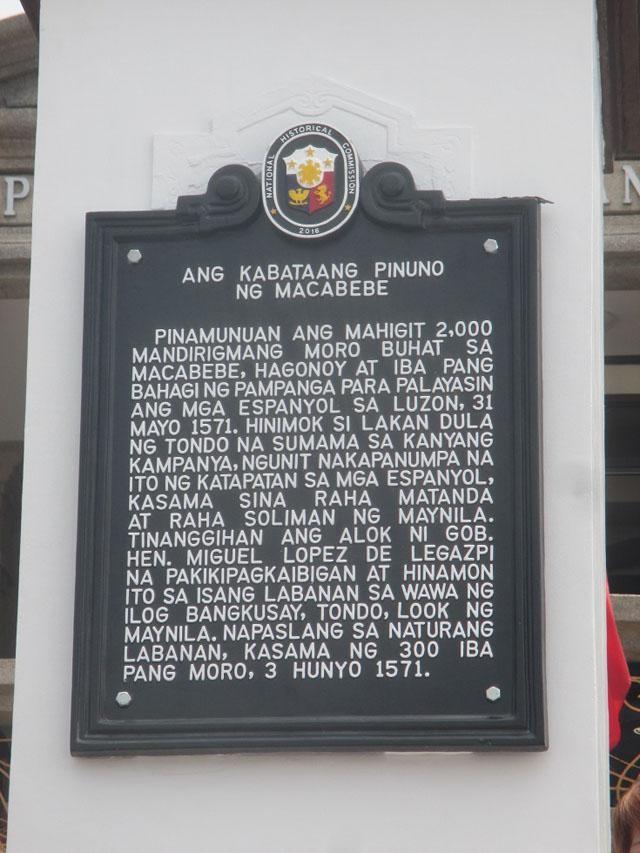 NATIONAL HISTORICAL COMMISSION
2016
ANG KABATAANG PINUNO
NG MACABEBE
PINAMUNUAN ANG MAHIGIT 2,000
MANDIRIGMANG MORO BUHAT SA
MACABEBE, HAGONOY AT IBA PANG
BAHAGI NG PAMPANGA PARA PALAYASIN
ANG MGA ESPANYOL SA LUZON, 31
MAYO 1571. HINIMOK SI LAKAN DULA
NG TONDO NA SUMAMA SA KANYANG
KAMPANYA, NGUNIT NAKAPANUMPA NA
ITO NG KATAPATAN SA MGA ESPANYOL,
KASAMA SINA RAHA MATANDA
AT RAHA SOLIMAN NG MAYNILA.
TINANGGIHAN ANG ALOK NI GOB.
HEN. MIGUEL LOPEZ DE LEGAZPI
NA PAKIKIPAGKAIBIGAN AT HINAMON
ITO SA ISANG LABANAN SA WAWA NG
ILOG BANGKUSAY, TONDO, LOOK NG
MAYNILA. NAPASLANG SA NATURANG
LABANAN, KASAMA NG 300 IBA
PANG MORO, 3 HUNYO 1571.